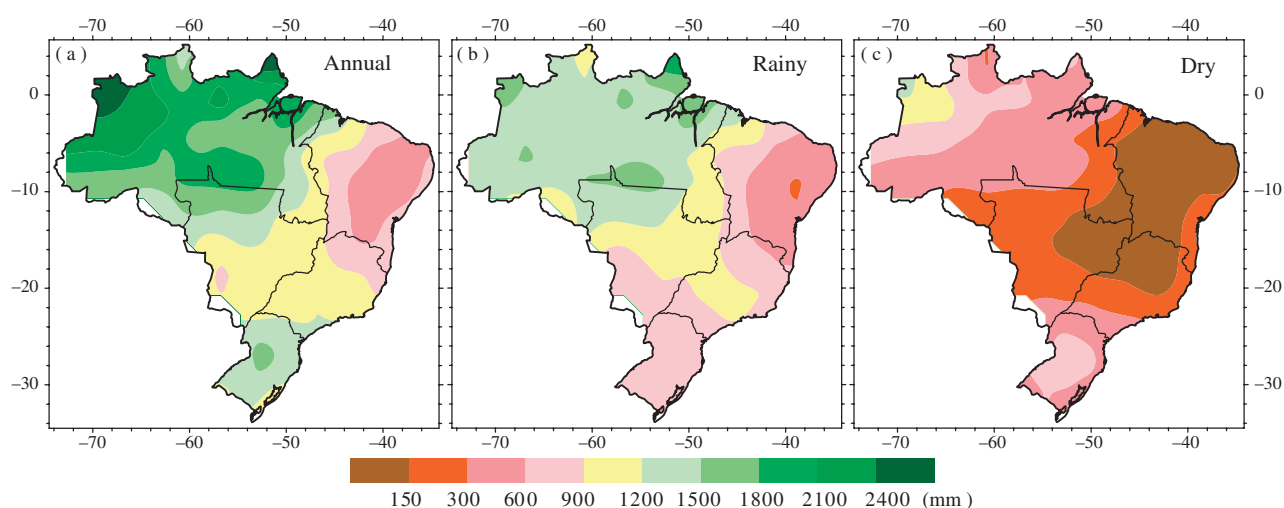 −70 −60 −50 −40 −70 −60 −50 −40 −70 −60 −50 −40
( a ) Annual ( b ) Rainy ( c ) Dry
0 0
−10 −10
−20 −20
−30 −30
−70 −60 −50 −40 −70 −60 −50 −40 −70 −60 −50 −40
150 300 600 900 1200 1500 1800 2100 2400 (mm)